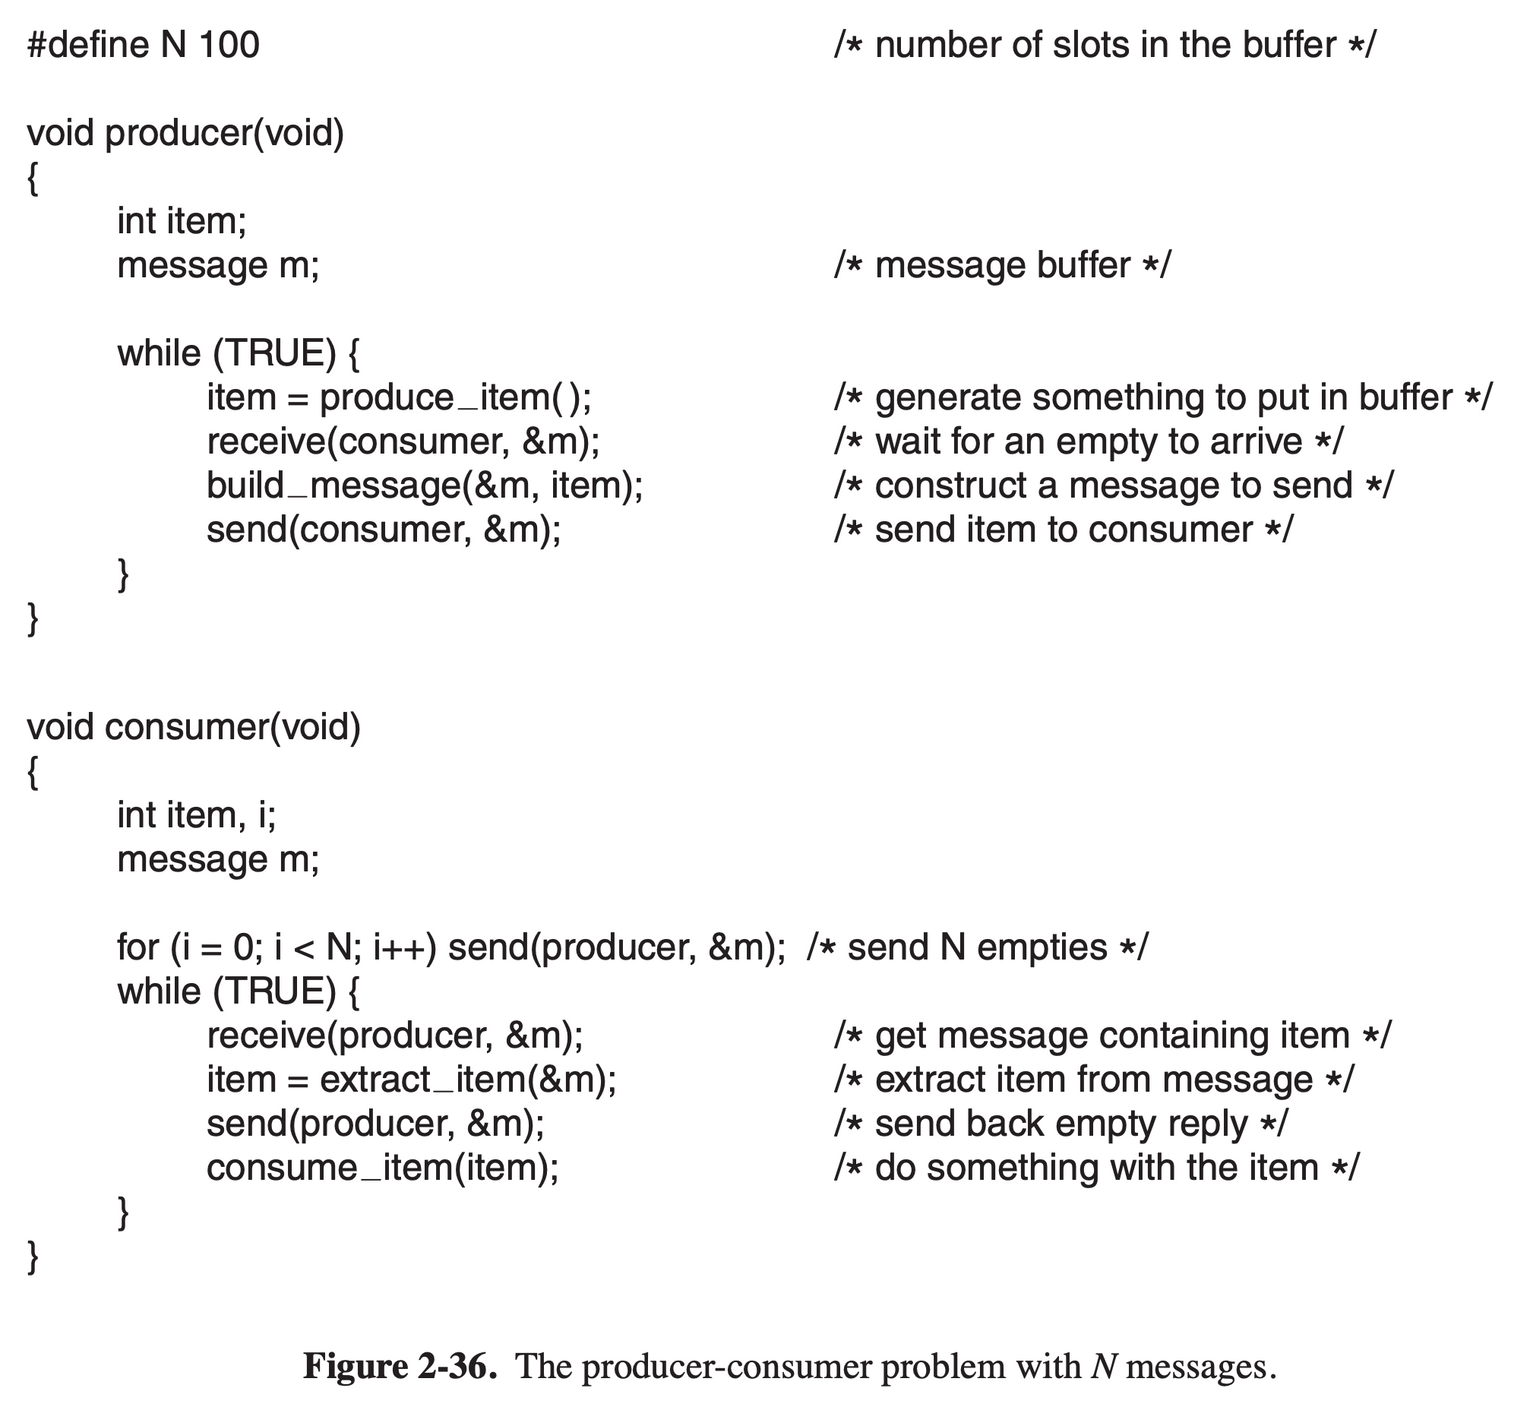 #define N 100 /* number of slots in the buffer */
void producer(void)
{
int item;
message m; /* message buffer */
while (TRUE) {
item = produce_item( ); /* generate something to put in buffer */
receive(consumer, &m); /* wait for an empty to arrive */
build_message(&m, item); /* construct a message to send */
send(consumer, &m); /* send item to consumer */
}
}
void consumer(void)
{
int item, i;
message m;
for (i = 0; i < N; i++) send(producer, &m); /* send N empties */
while (TRUE) {
receive(producer, &m); /* get message containing item */
item = extract_item(&m); /* extract item from message */
send(producer, &m); /* send back empty reply */
consume_item(item); /* do something with the item */
}
}
Figure 2-36. The producer-consumer problem with N messages.